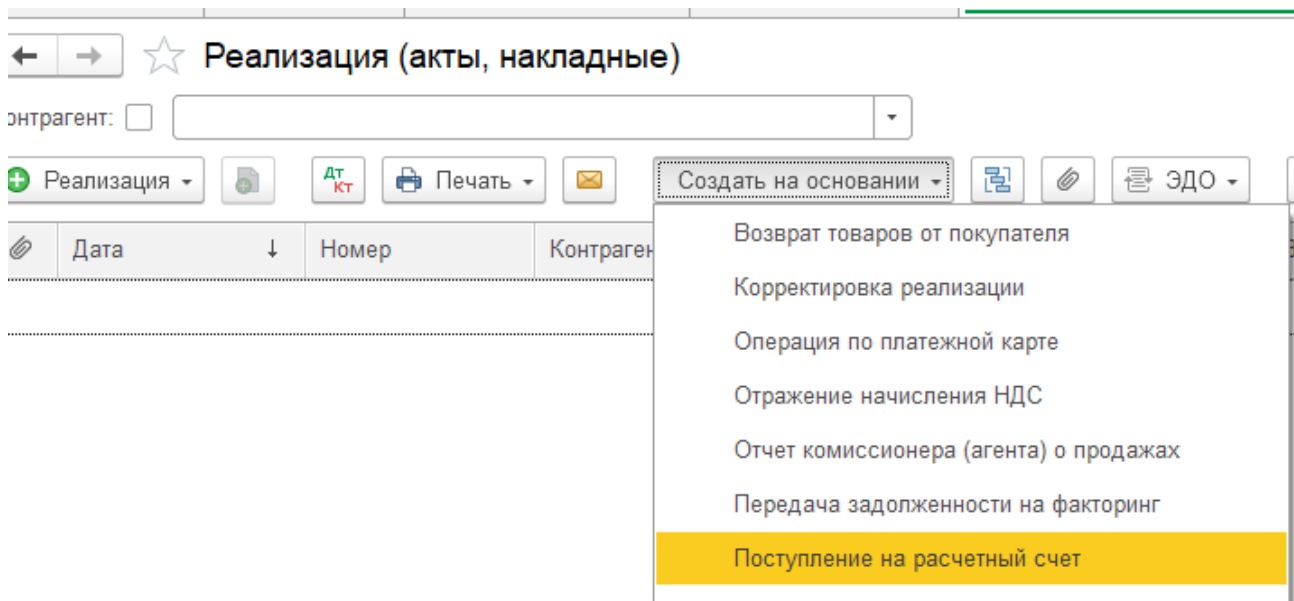 Реализация (акты, накладные)
онтрагент:
Реализация
Дт Кт
Печать
Создать на основании
ЭДО
Дата ↓ Номер Контраген
Возврат товаров от покупателя
Корректировка реализации
Операция по платежной карте
Отражение начисления НДС
Отчет комиссионера (агента) о продажах
Передача задолженности на факторинг
Поступление на расчетный счет